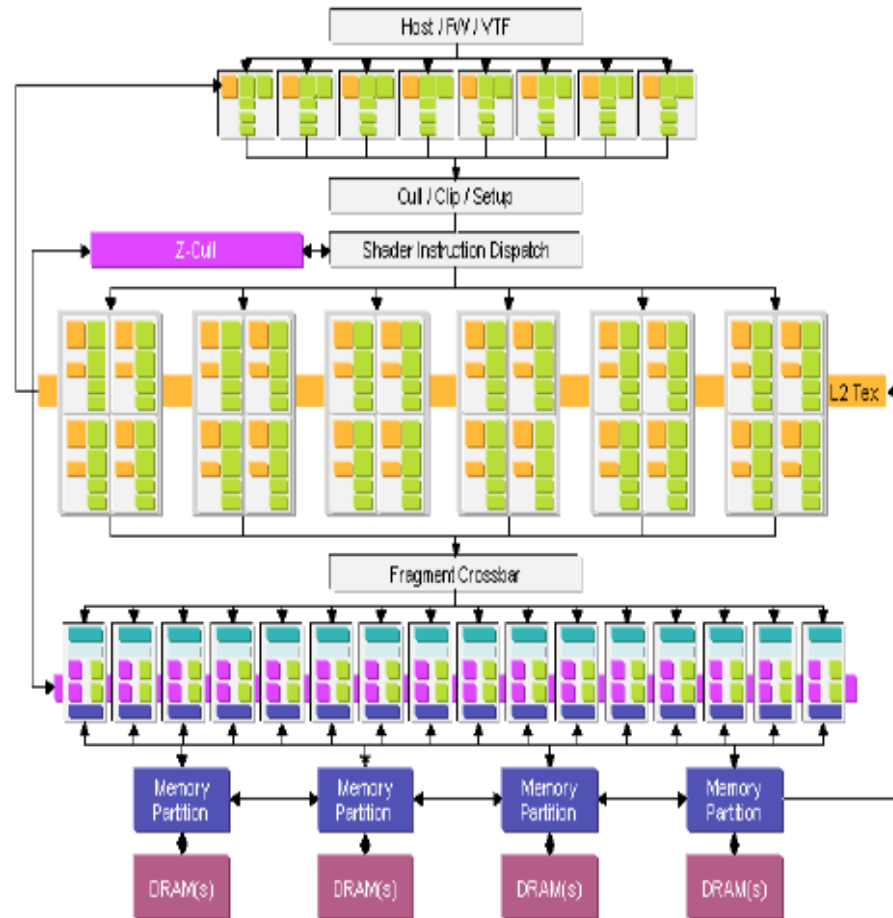 Host / FW / VTF
Cull / Clip / Setup
Z-Cull
Shader Instruction Dispatch
L2 Tex
Fragment Crossbar
Memory
Partition
Memory
Partition
Memory
Partition
Memory
Partition
DRAM(s)
DRAM(s)
DRAM(s)
DRAM(s)